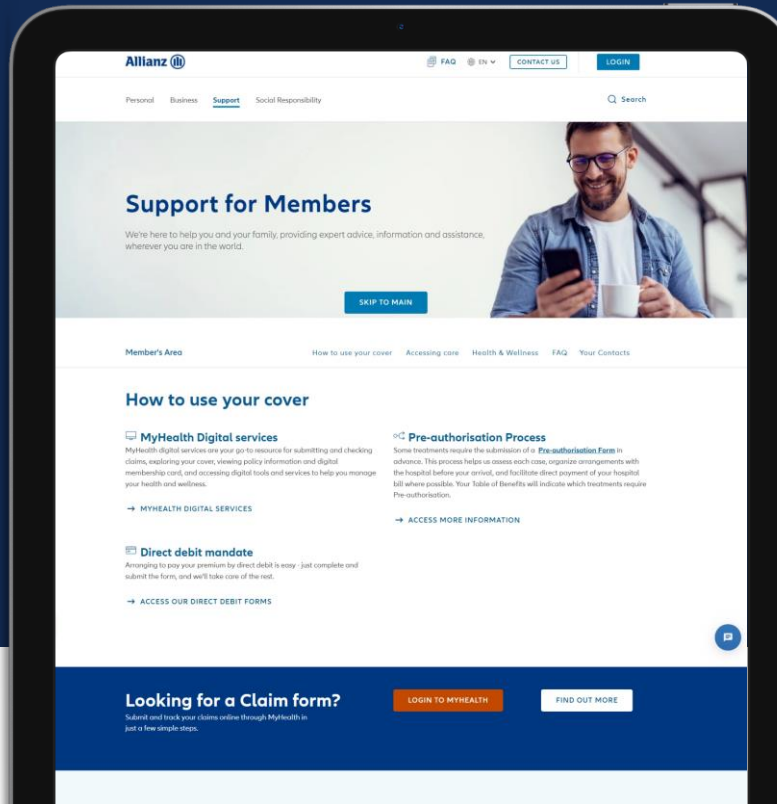 Allianz
FAQ EN CONTACT US LOGIN
Personal Business Support Social Responsibility Search
Support for Members
We're here to help you and your family, providing expert advice, information and assistance,
wherever you are in the world.
SKIP TO MAIN
Member's Area How to use your cover Accessing care Health & Wellness FAQ Your Contacts
How to use your cover
MyHealth Digital services
MyHealth digital services are your go-to resource for submitting and checking
claims, exploring your cover, viewing policy information and digital
membership card, and accessing digital tools and services to help you manage
your health and wellness.
→ MYHEALTH DIGITAL SERVICES
Pre-authorisation Process
Some treatments require the submission of a Pre-authorisation Form in
advance. This process helps us assess each case, organize arrangements with
the hospital before your arrival, and facilitate direct payment of your hospital
bill where possible. Your Table of Benefits will indicate which treatments require
Pre-authorisation.
→ ACCESS MORE INFORMATION
Direct debit mandate
Arranging to pay your premium by direct debit is easy - just complete and
submit the form, and we'll take care of the rest.
→ ACCESS OUR DIRECT DEBIT FORMS
Looking for a Claim form?
Submit and track your claims online through MyHealth in
just a few simple steps.
LOGIN TO MYHEALTH FIND OUT MORE